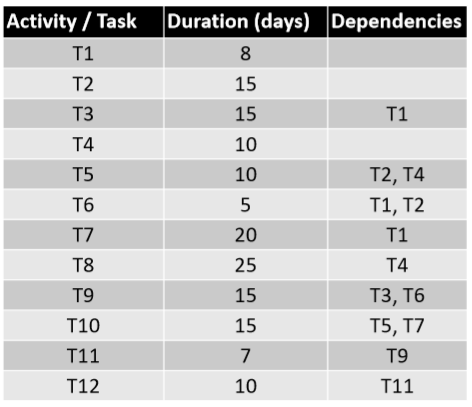 Activity / Task Duration (days) Dependencies
T1 8
T2 15
T3 15 T1
T4 10
T5 10 T2, T4
T6 5 T1, T2
T7 20 T1
T8 25 T4
T9 15 T3, T6
T10 15 T5, T7
T11 7 T9
T12 10 T11